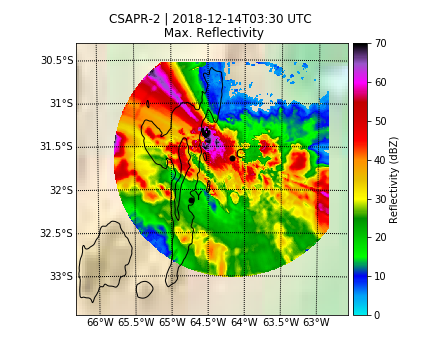 CSAPR-2 | 2018-12-14T03:30 UTC
Max. Reflectivity
30.5°S
31°S
31.5°S
32°S
32.5°S
33°S
66°W 65.5°W 65°W 64.5°W 64°W 63.5°W 63°W
70
60
50
40
30
20
10
0
Reflectivity (dBZ)